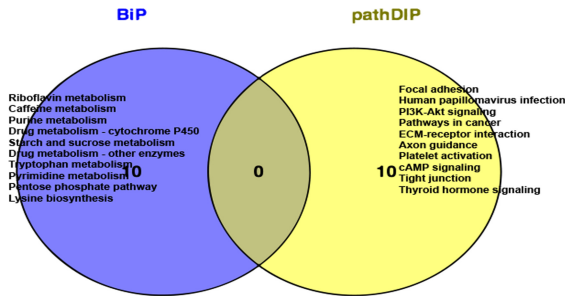 BiP
pathDIP
Riboflavin metabolism
Caffeine metabolism
Purine metabolism
Drug metabolism - cytochrome P450
Starch and sucrose metabolism
Drug metabolism - other enzymes
Tryptophan metabolism
Pyrimidine metabolism
Pentose phosphate pathway
Lysine biosynthesis
10
0
10
Focal adhesion
Human papillomavirus infection
PI3K-Akt signaling
Pathways in cancer
ECM-receptor interaction
Axon guidance
Platelet activation
cAMP signaling
Tight junction
Thyroid hormone signaling